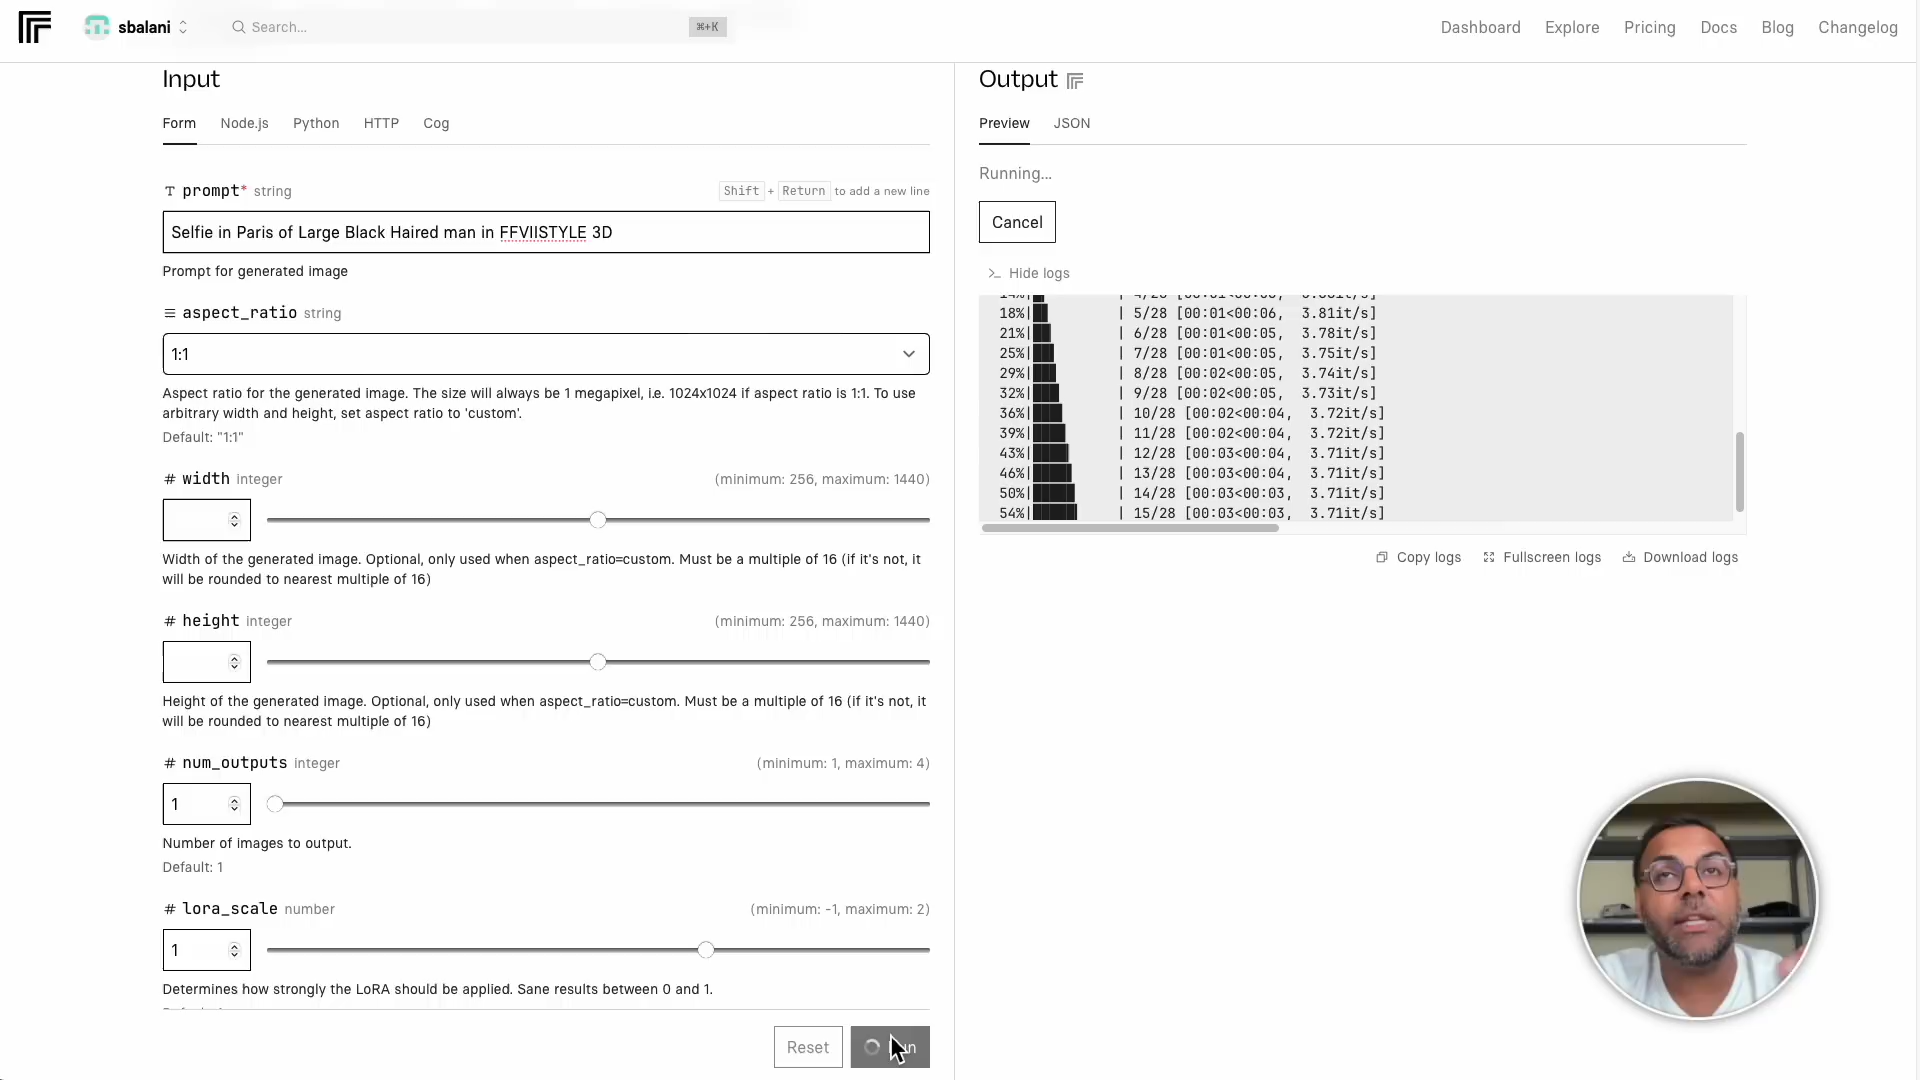 sbalani
Search...
⌘+K
Dashboard
Explore
Pricing
Docs
Blog
Changelog
Input
Form
Node.js
Python
HTTP
Cog
prompt* string
Shift + Return to add a new line
Selfie in Paris of Large Black Haired man in FFVIISTYLE 3D
Prompt for generated image
aspect_ratio string
1:1
Aspect ratio for the generated image. The size will always be 1 megapixel, i.e. 1024x1024 if aspect ratio is 1:1. To use
arbitrary width and height, set aspect ratio to 'custom'.
Default: "1:1"
# width integer
(minimum: 256, maximum: 1440)
Width of the generated image. Optional, only used when aspect_ratio=custom. Must be a multiple of 16 (if it's not, it
will be rounded to nearest multiple of 16)
# height integer
(minimum: 256, maximum: 1440)
Height of the generated image. Optional, only used when aspect_ratio=custom. Must be a multiple of 16 (if it's not, it
will be rounded to nearest multiple of 16)
# num_outputs integer
(minimum: 1, maximum: 4)
1
Number of images to output.
Default: 1
# lora_scale number
(minimum: -1, maximum: 2)
1
Determines how strongly the LoRA should be applied. Sane results between 0 and 1.
Reset
Output
Preview
JSON
Running...
Cancel
Hide logs
18%| | 5/28 [00:01<00:06, 3.81it/s]
21%| | 6/28 [00:01<00:05, 3.78it/s]
25%| | 7/28 [00:01<00:05, 3.75it/s]
29%| | 8/28 [00:02<00:05, 3.74it/s]
32%| | 9/28 [00:02<00:05, 3.73it/s]
36%| | 10/28 [00:02<00:04, 3.72it/s]
39%| | 11/28 [00:02<00:04, 3.72it/s]
43%| | 12/28 [00:03<00:04, 3.71it/s]
46%| | 13/28 [00:03<00:04, 3.71it/s]
50%| | 14/28 [00:03<00:03, 3.71it/s]
54%| | 15/28 [00:03<00:03, 3.71it/s]
Copy logs
Fullscreen logs
Download logs